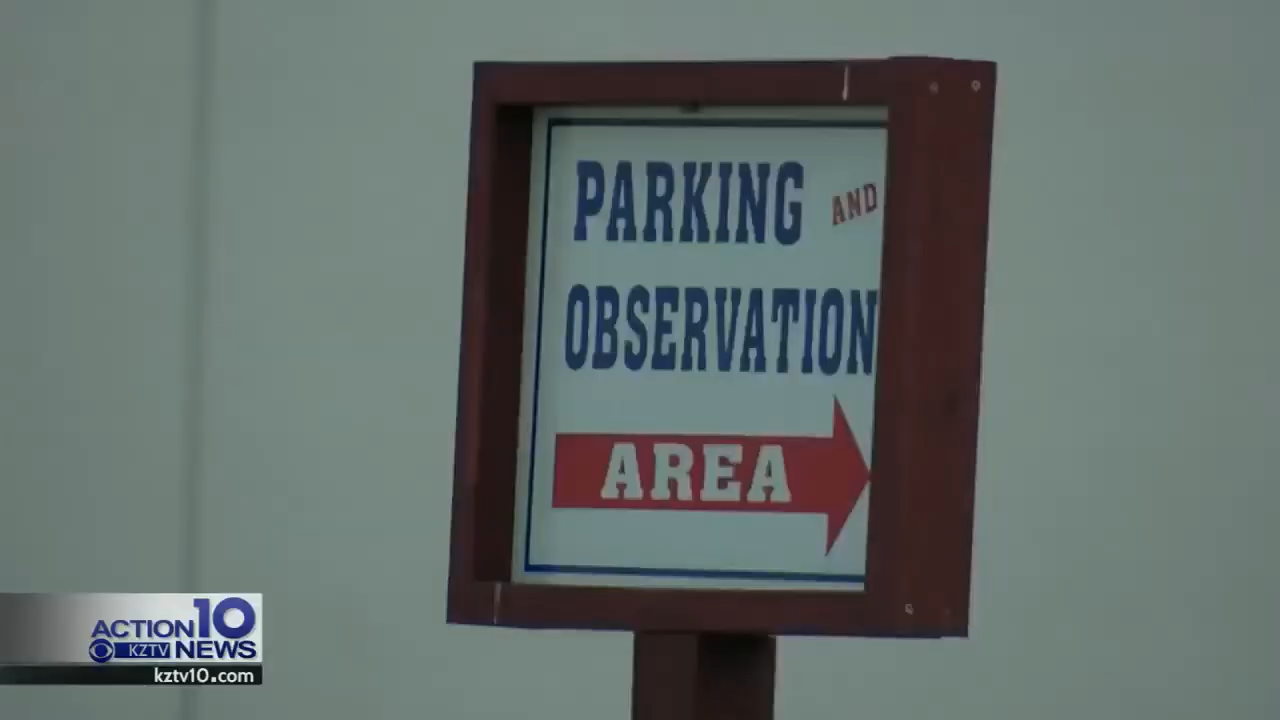 PARKING AND
OBSERVATION
AREA
ACTION 10
KZTV NEWS
kztv10.com